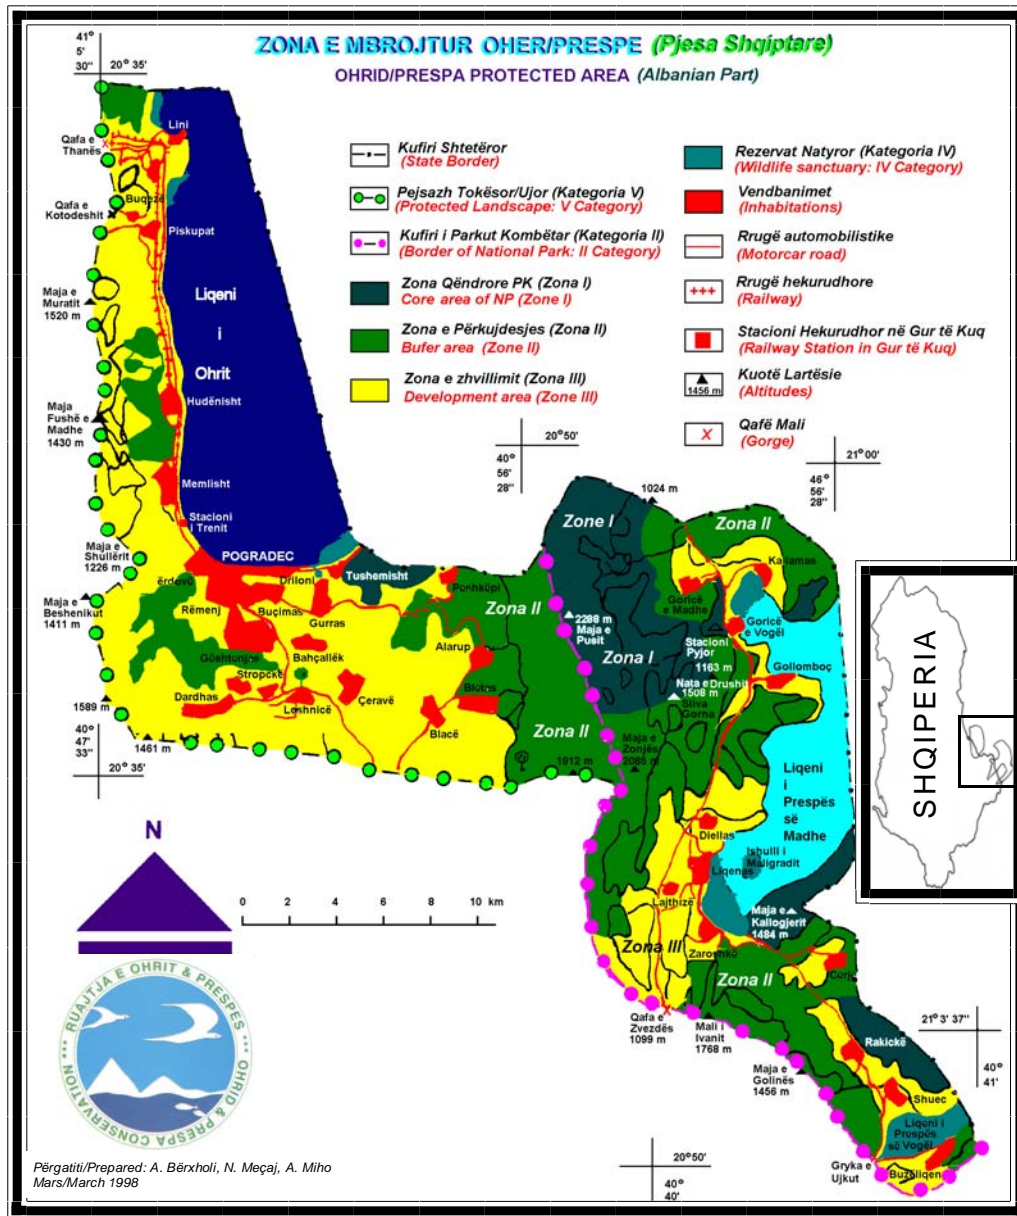 ZONA E MBROJTUR OHER/PRESPE (Pjesa Shqiptare)
OHRID/PRESPA PROTECTED AREA (Albanian Part)
41°
5'
30"
20° 35'
Kufiri Shtetëror
(State Border)
Pejsazh Tokësor/Ujor (Kategoria V)
(Protected Landscape: V Category)
Kufiri i Parkut Kombëtar (Kategoria II)
(Border of National Park: II Category)
Zona Qëndrore PK (Zona I)
Core area of NP (Zone I)
Zona e Përkujdesjes (Zona II)
Bufer area (Zone II)
Zona e zhvillimit (Zona III)
Development area (Zone III)
Rezervat Natyror (Kategoria IV)
(Wildlife sanctuary: IV Category)
Vendbanimet
(Inhabitations)
Rrugë automobilistike
(Motorcar road)
Rrugë hekurudhore
(Railway)
Stacioni Hekurudhor në Gur të Kuq
(Railway Station in Gur të Kuq)
1456 m
Kuotë Lartësie
(Altitudes)
X
Qafë Mali
(Gorge)
Lini
Qafa e
Thanës
Buqezë
Qafa e
Kotodeshit
Piskupat
Maja e
Muratit
1520 m
Liqeni
i
Ohrit
Hudënisht
Maja
Fushë e
Madhe
1430 m
Memlisht
Stacioni
i Trenit
Maja e
Shullërit
1226 m
POGRADEC
Maja e
Beshenikut
1411 m
ërdovë
Driloni
Tushemisht
Rëmenj
Buçimas
Gurras
Alarup
Bahçallëk
Stropckë
Dardhas
Leshnicë
Çeravë
Blacë
1589 m
1461 m
1912 m
40°
47'
33"
20° 35'
20° 50'
40°
56'
28"
21° 00'
46°
56'
28"
1024 m
Zone I
Zona II
Zona II
Zona I
Zona II
Goricë
e Madhe
Goricë
e Vogël
2288 m
Maja e
Pusit
Stacioni
Pyjor
1163 m
Gollomboç
Nata e Drushit
1508 m
Sliva
Gorna
Maja e
Zonjës
2085 m
Liqeni
i
Prespës
së
Madhe
Diellas
Ishulli i
Maligradit
Liqenas
Lajthizë
Maja e
Kallogjerit
1484 m
Zona III
Zona II
Qafa e
Zvezdës
1099 m
Mali i
Ivanit
1768 m
Maja e
Golinës
1456 m
Rakickë
21° 3' 37"
40°
41'
Shuec
Liqeni i
Prespës
së Vogël
Gryka e
Ujkut
Buzëliqen
20° 50'
40°
40'
SHQIPERIA
N
0 2 4 6 8 10 km
RUAJTJA E OHRIT & PRESPES *** OHRID & PRESPA CONSERVATION ***
Përgatiti/Prepared: A. Bërxholi, N. Meçaj, A. Miho
Mars/March 1998